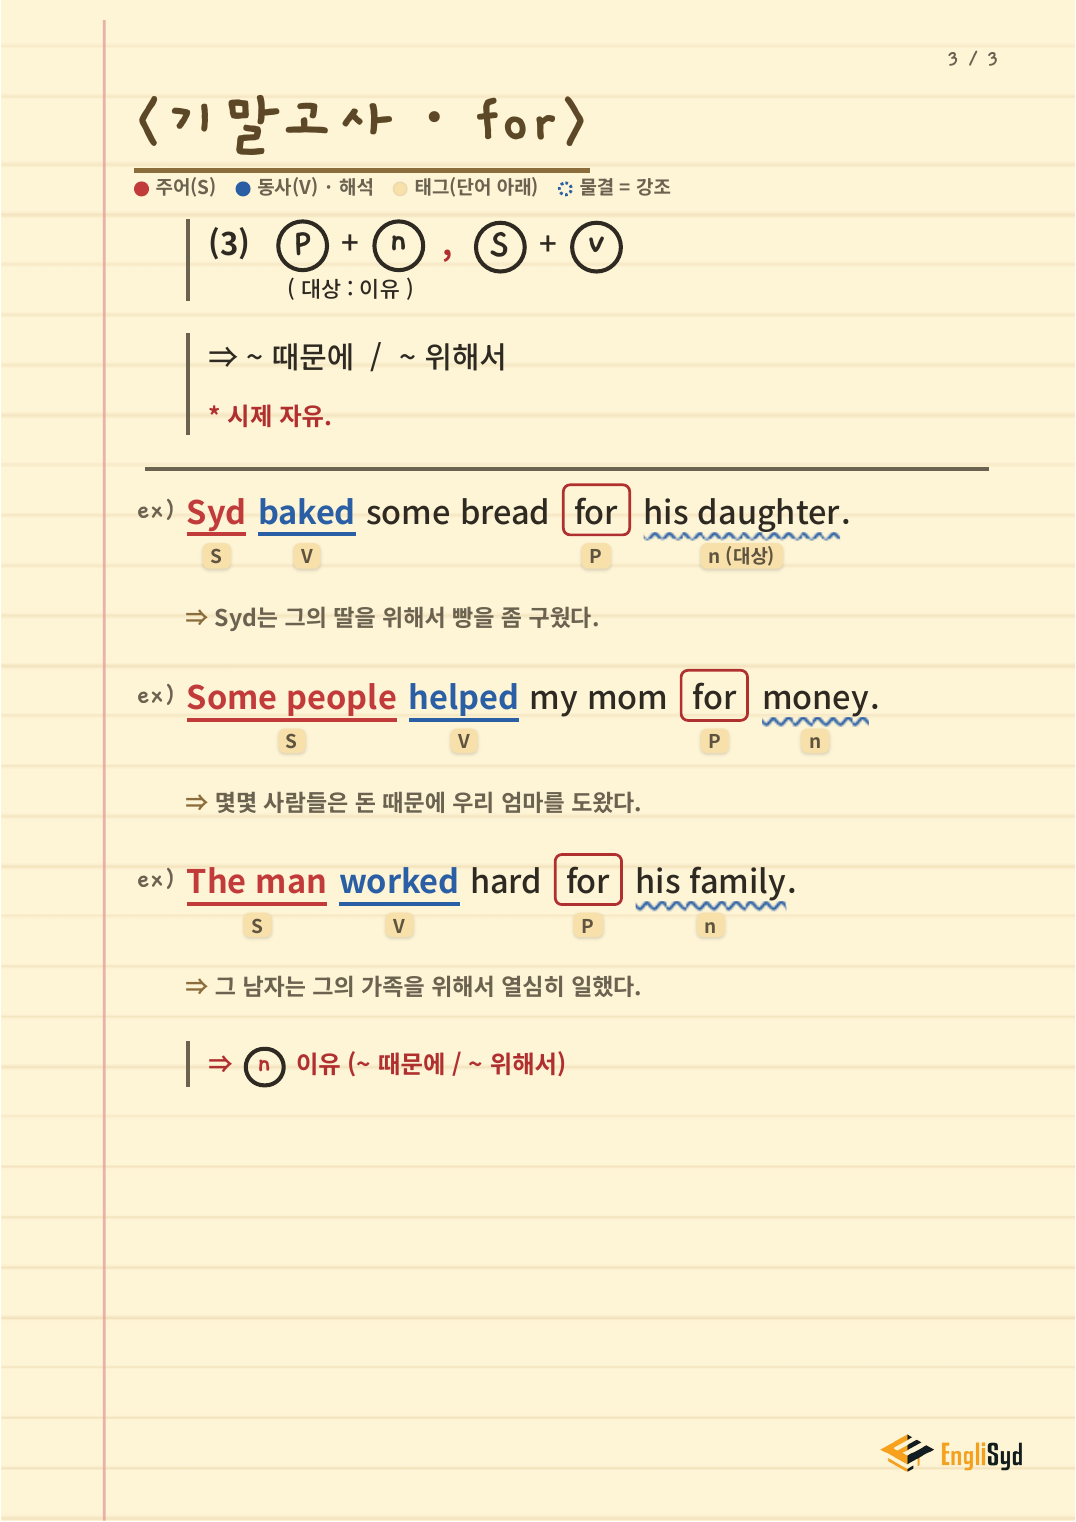 3 / 3
<기말고사 · for>
주어(S) 동사(V) · 해석 태그(단어 아래) 물결 = 강조
(3) P + n , S + v
( 대상 : 이유 )
⇒ ~ 때문에 / ~ 위해서
* 시제 자유.
ex) Syd baked some bread for his daughter.
S V P n (대상)
⇒ Syd는 그의 딸을 위해서 빵을 좀 구웠다.
ex) Some people helped my mom for money.
S V P n
⇒ 몇몇 사람들은 돈 때문에 우리 엄마를 도왔다.
ex) The man worked hard for his family.
S V P n
⇒ 그 남자는 그의 가족을 위해서 열심히 일했다.
⇒ n 이유 (~ 때문에 / ~ 위해서)
EngliSyd